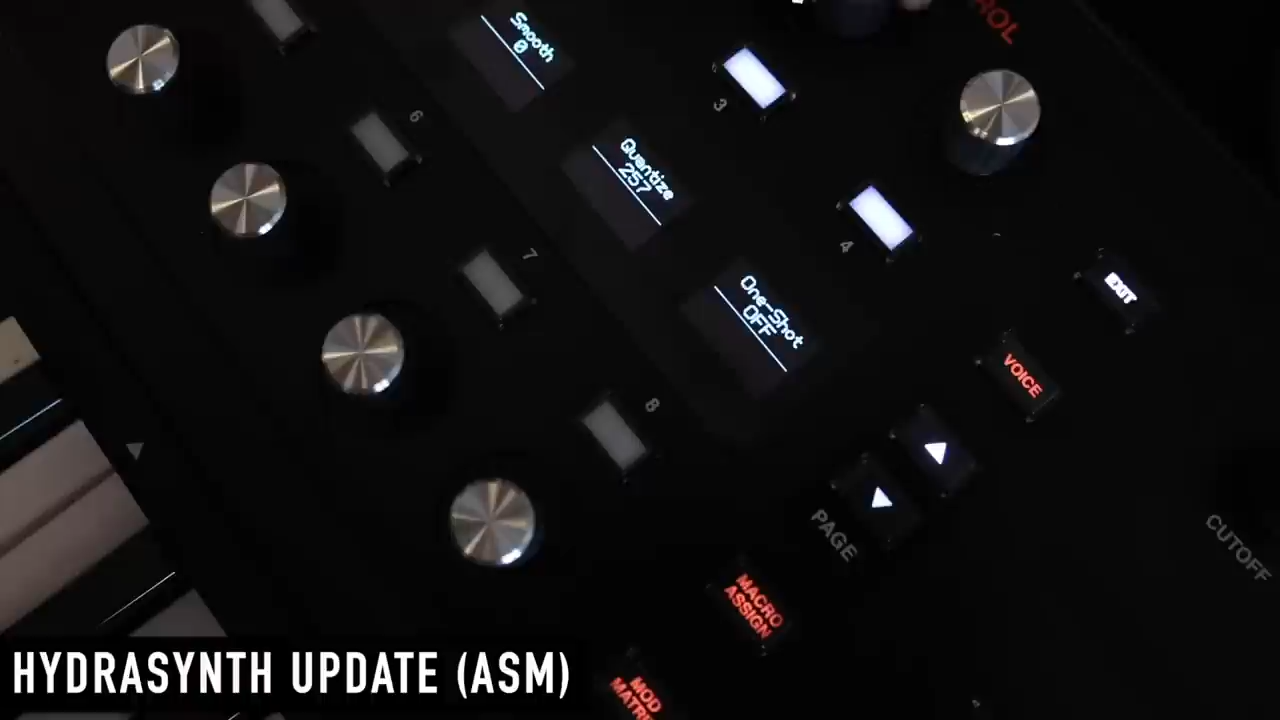 Smooth
0
ROL
3
6
Quantize
257
4
7
One-Shot
OFF
EXIT
VOICE
8
PAGE
CUTOFF
MACRO
ASSIGN
MOD
HYDRASYNTH UPDATE (ASM)